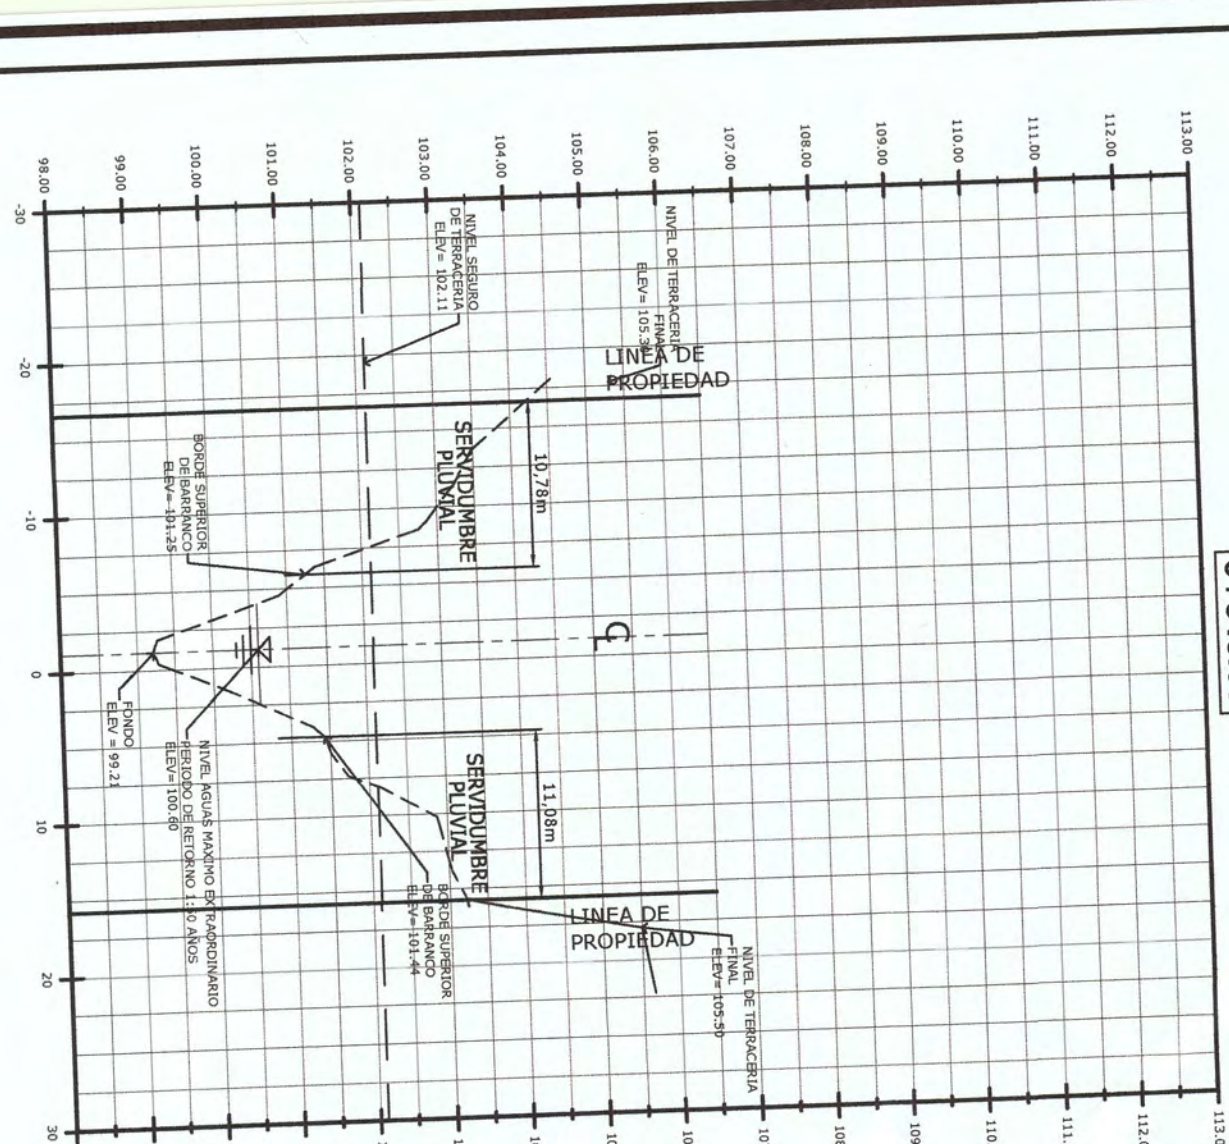 113.00
112.00
111.00
110.00
109.00
108.00
107.00
106.00
105.00
104.00
103.00
102.00
101.00
100.00
99.00
98.00
-30
-20
-10
0
10
20
30
NIVEL DE TERRACERIA
FINAL
LINEA DE
PROPIEDAD
NIVEL SEGURO
DE TERRACERIA
ELEV= 102.11
10,78m
SERVIDUMBRE
PLUVIAL
BORDE SUPERIOR
DE BARRANCO
ELEV= 101.25
CL
FONDO
ELEV = 99.21
NIVEL AGUAS MAXIMO EXTRAORDINARIO
PERIODO DE RETORNO 1:50 AÑOS
ELEV=100.60
11,08m
SERVIDUMBRE
PLUVIAL
BORDE SUPERIOR
DE BARRANCO
ELEV= 101.44
LINEA DE
PROPIEDAD
NIVEL DE TERRACERIA
FINAL
ELEV= 105.50